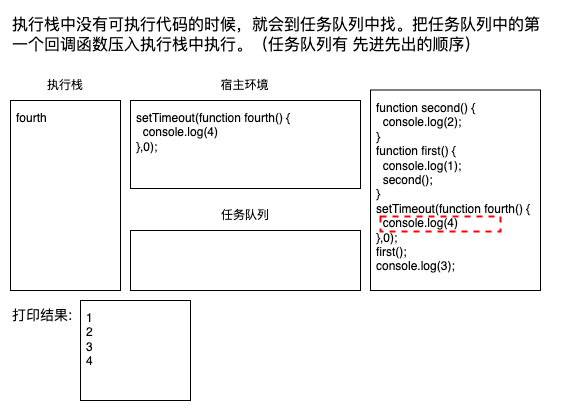 执行栈中没有可执行代码的时候，就会到任务队列中找。把任务队列中的第
一个回调函数压入执行栈中执行。（任务队列有 先进先出的顺序）
执行栈
fourth
宿主环境
setTimeout(function fourth() {
console.log(4)
},0);
任务队列
function second() {
console.log(2);
}
function first() {
console.log(1);
second();
}
setTimeout(function fourth() {
console.log(4)
},0);
first();
console.log(3);
打印结果:
1
2
3
4